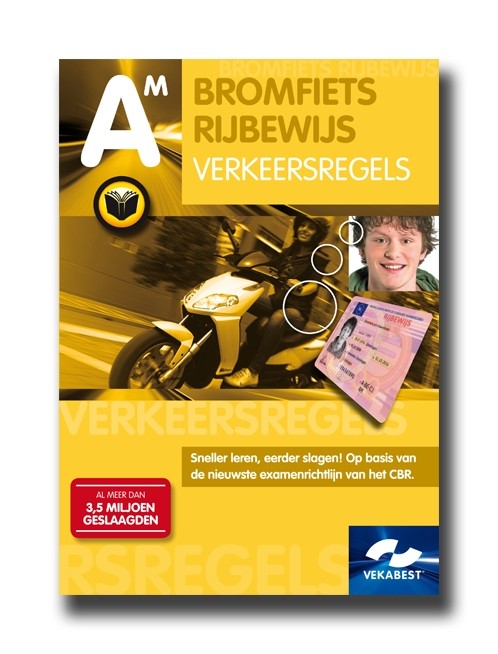 BROMFIETS RIJBEWIJS
AM
BROMFIETS
RIJBEWIJS
VERKEERSREGELS
RIJBEWIJS
VERKEERSREGELS
Sneller leren, eerder slagen! Op basis van
de nieuwste examenrichtlijn van het CBR.
AL MEER DAN
3,5 MILJOEN
GESLAAGDEN
RSREGELS
VEKABEST